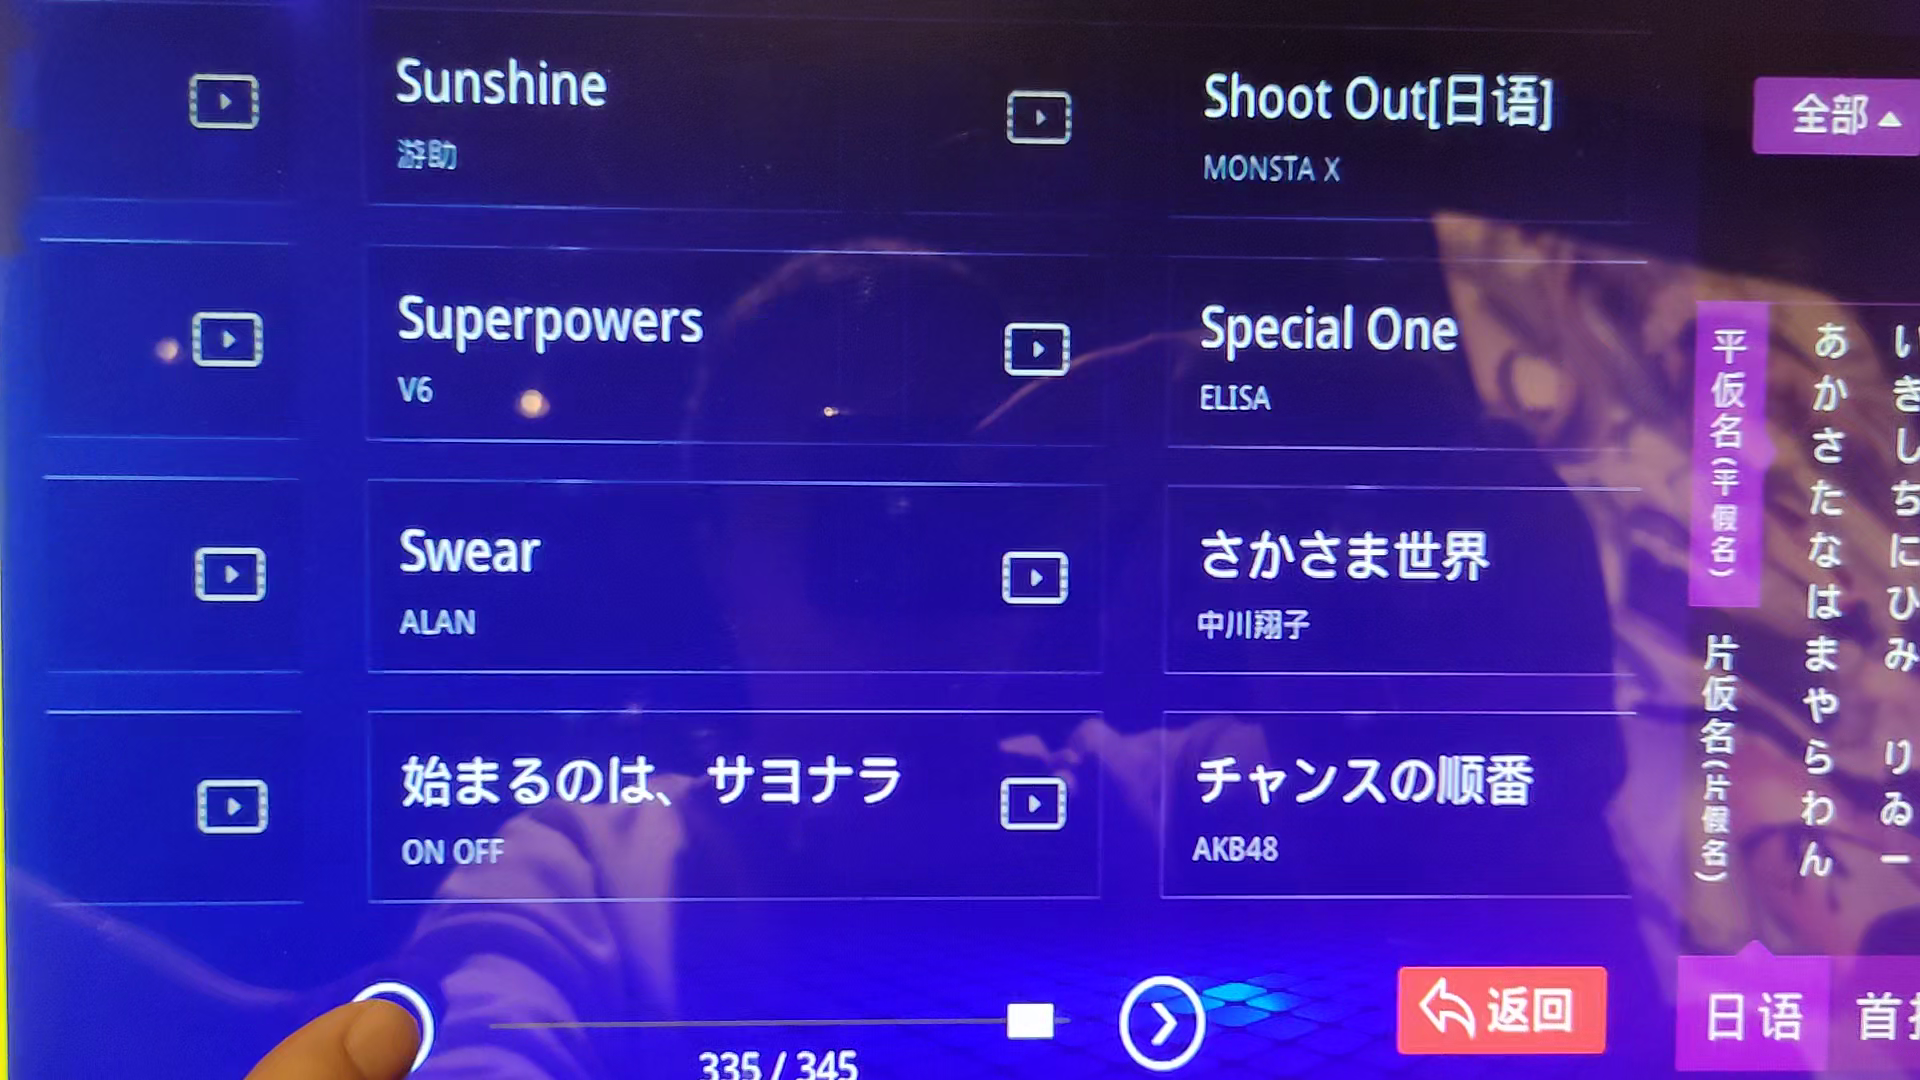 Sunshine
游助
Shoot Out[日语]
MONSTA X
全部
Superpowers
V6
Special One
ELISA
Swear
ALAN
さかさま世界
中川翔子
始まるのは、サヨナラ
ON OFF
チャンスの顺番
AKB48
平仮名(平假名)
片仮名(片假名)
あかさたなはまやらわん
いきしちにひみ りゐー
335 / 345
返回
日语
首